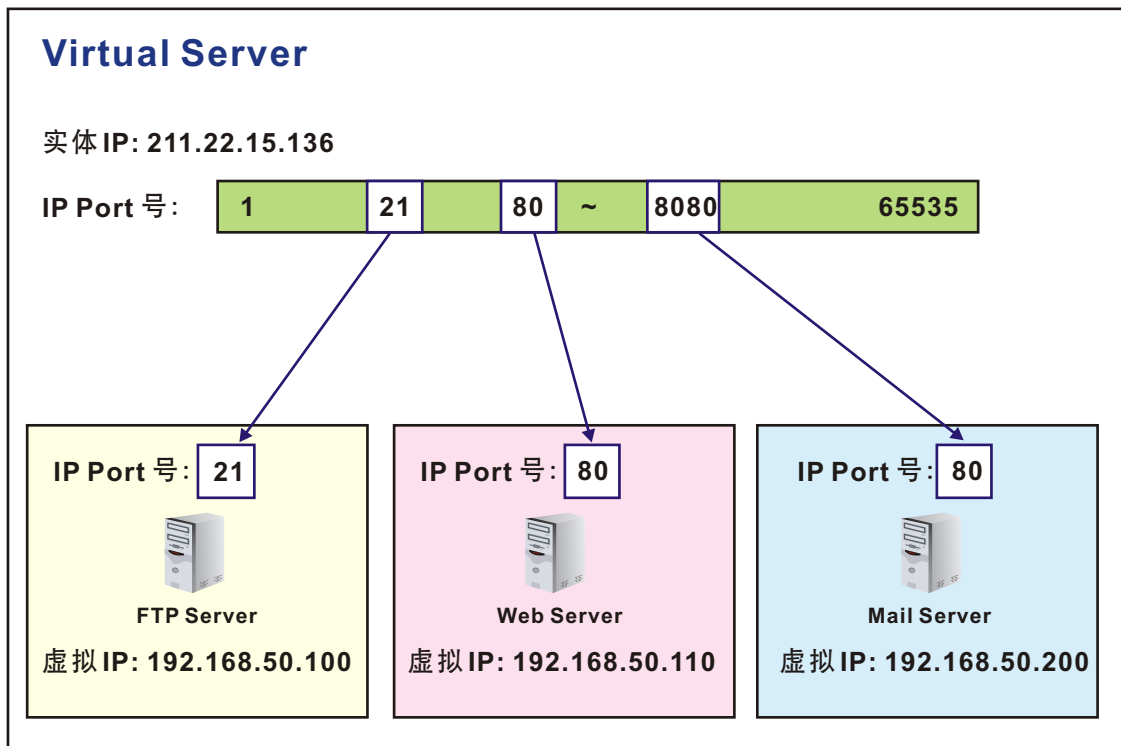 Virtual Server
实体IP: 211.22.15.136
IP Port 号: 1 21 80 ~ 8080 65535
IP Port 号: 21
FTP Server
虚拟IP: 192.168.50.100
IP Port 号: 80
Web Server
虚拟IP: 192.168.50.110
IP Port 号: 80
Mail Server
虚拟IP: 192.168.50.200